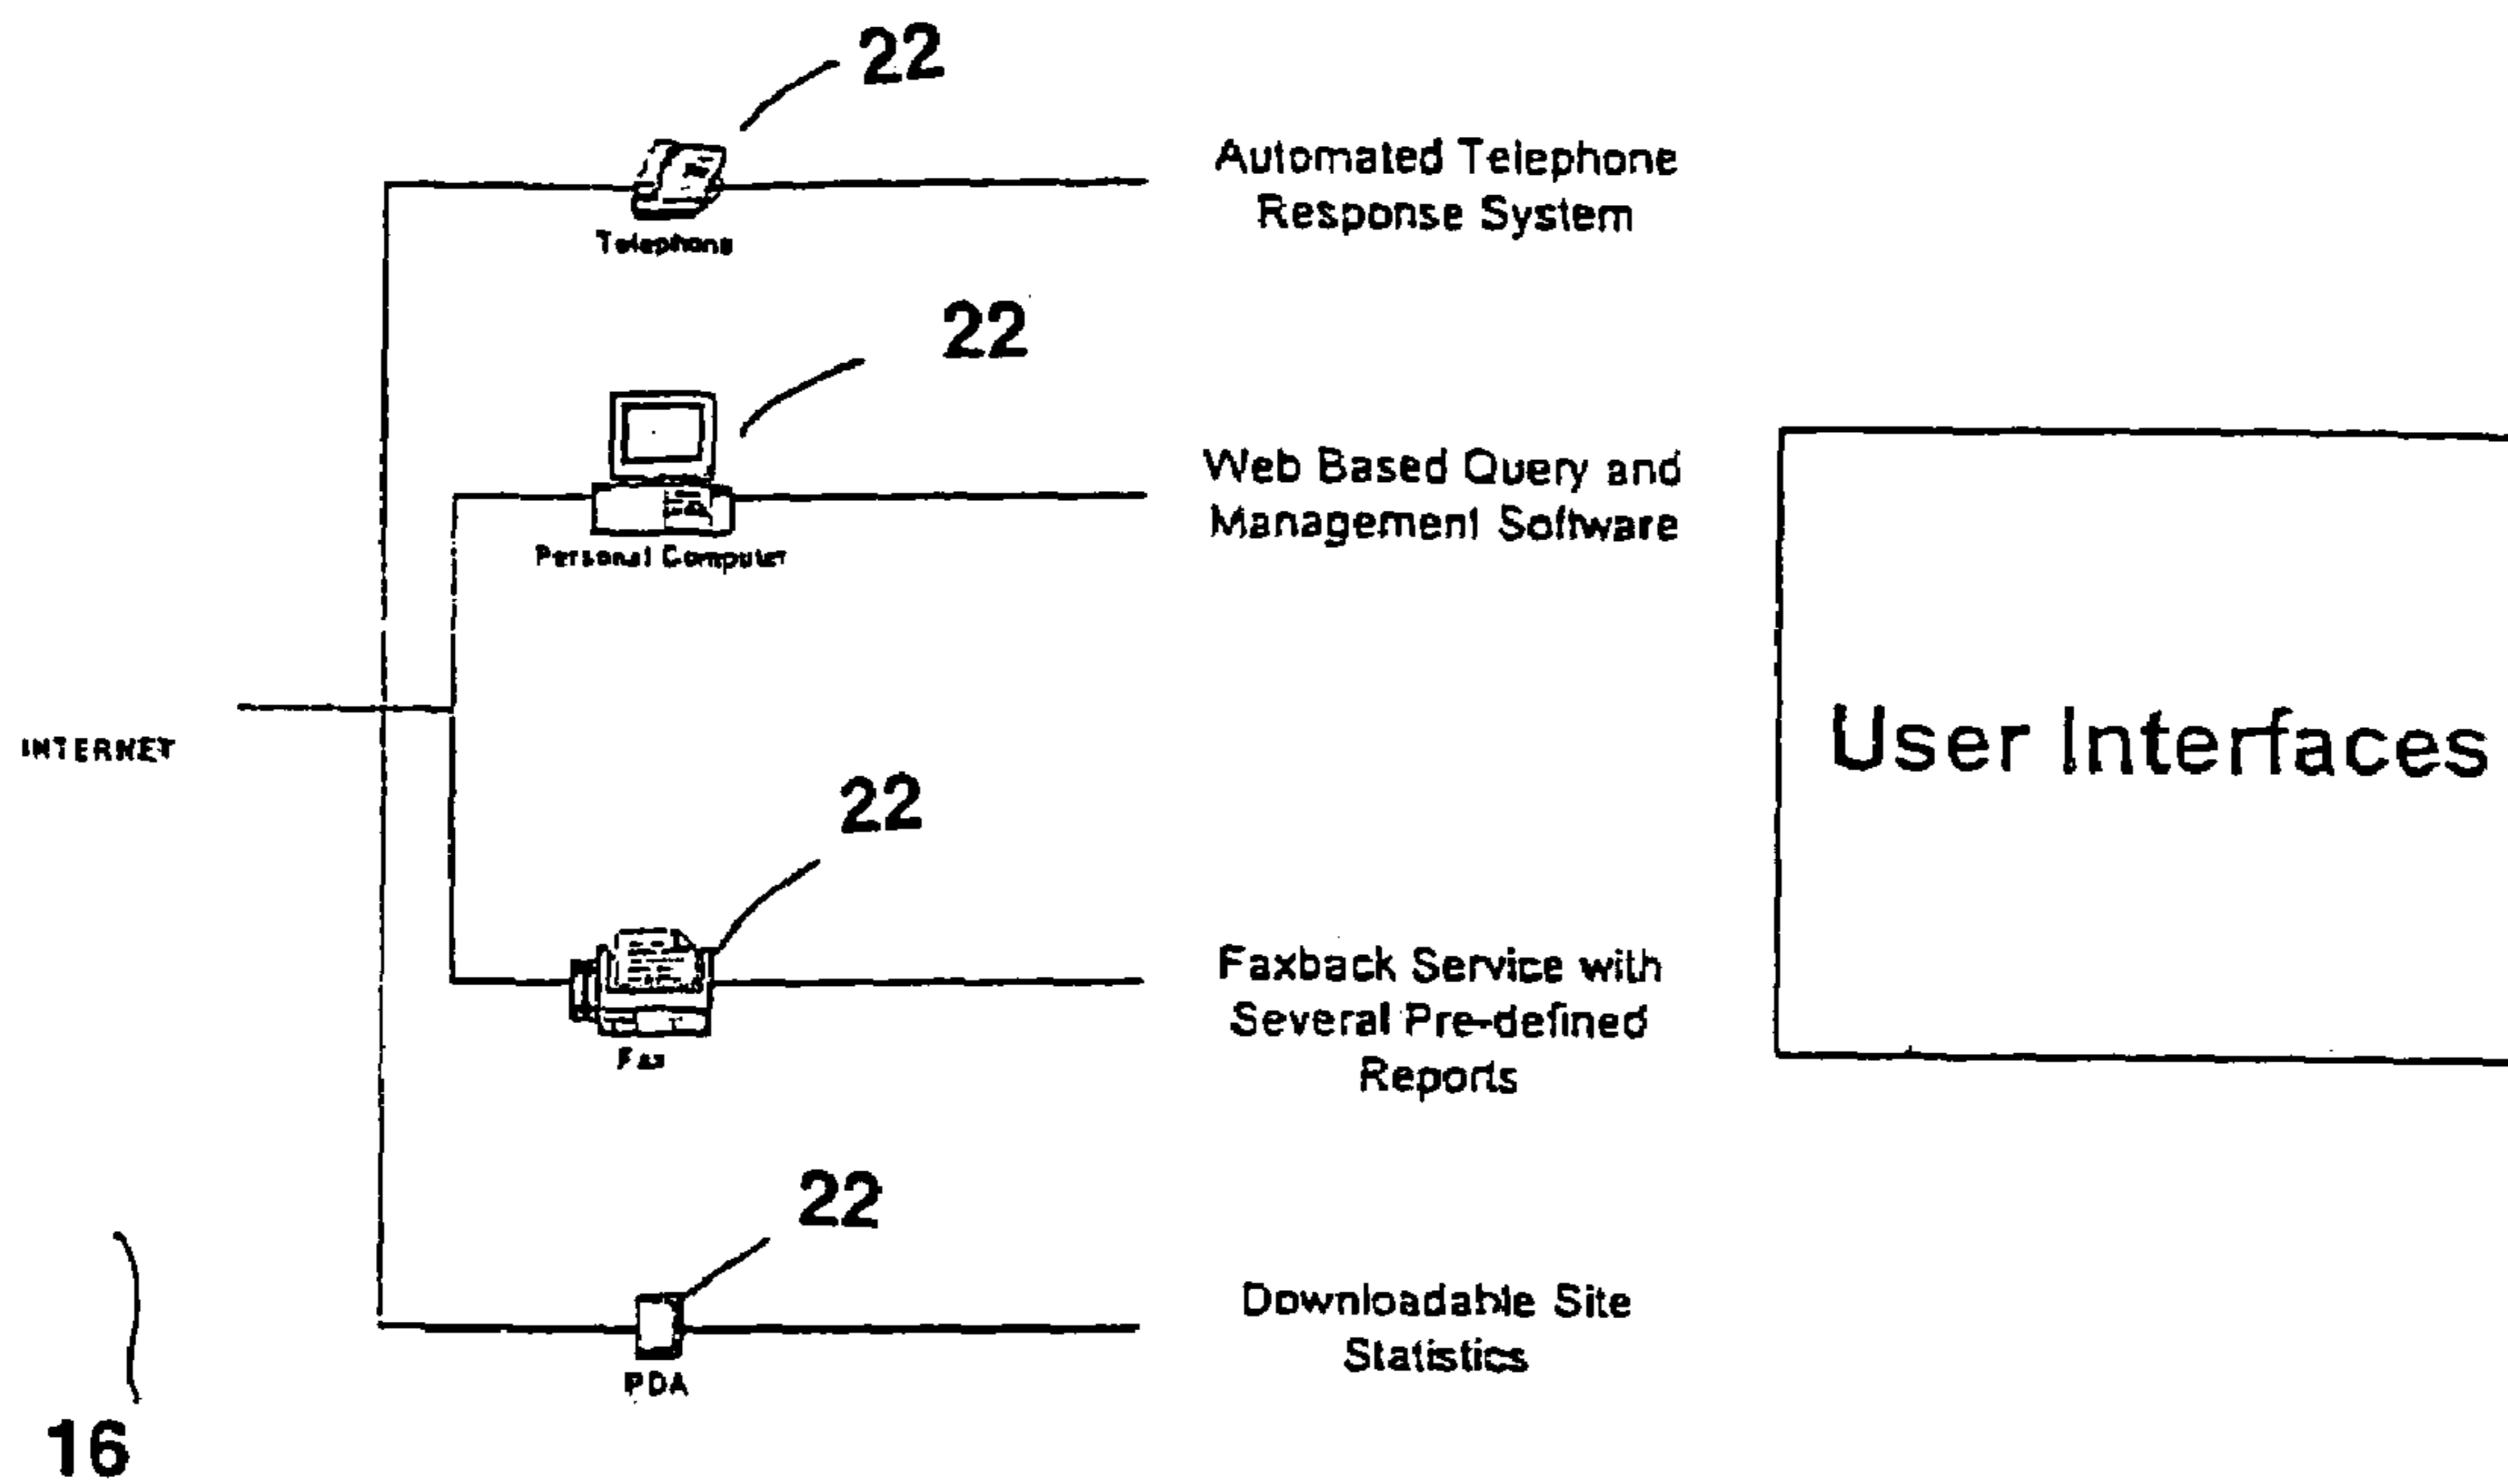 22
Automated Telephone
Response System
Telephone
22
Web Based Query and
Management Software
Personal Computer
User Interfaces
INTERNET
22
Faxback Service with
Several Pre-defined
Reports
Fax
22
Downloadable Site
Statistics
PDA
16